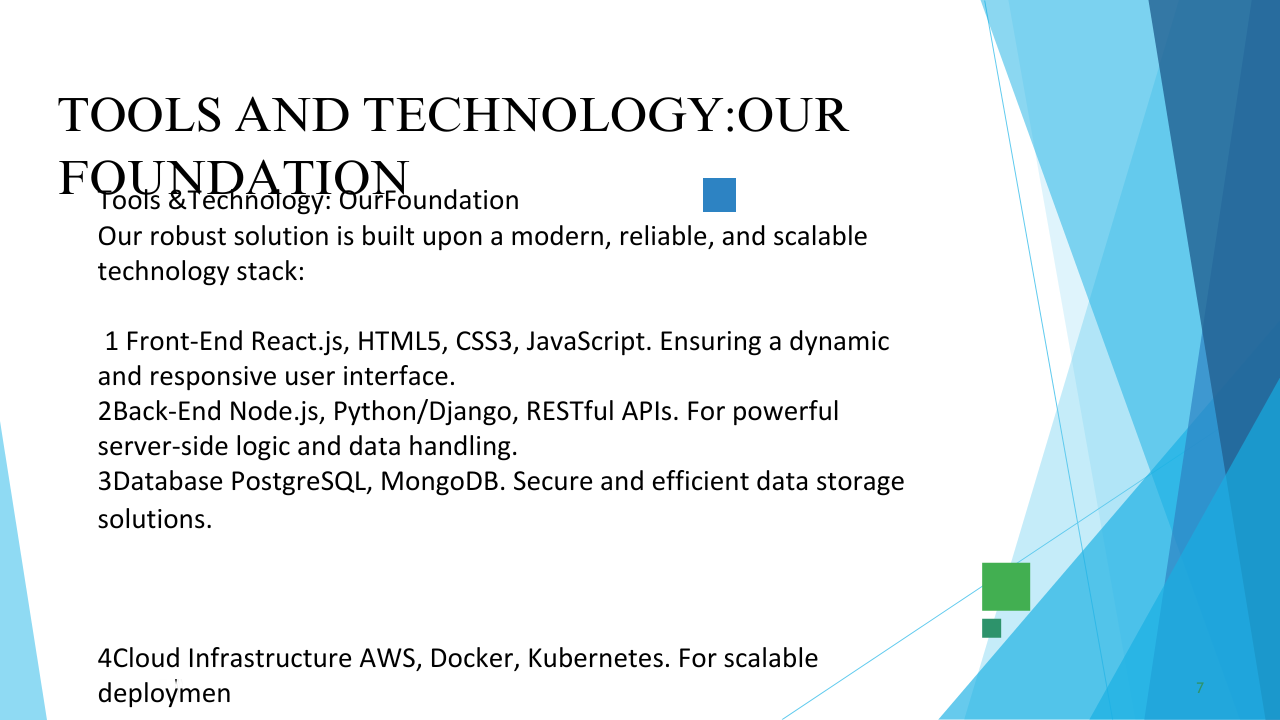 TOOLS AND TECHNOLOGY:OUR
FOUNDATION
Tools &Technology: OurFoundation
Our robust solution is built upon a modern, reliable, and scalable
technology stack:
1 Front-End React.js, HTML5, CSS3, JavaScript. Ensuring a dynamic
and responsive user interface.
2Back-End Node.js, Python/Django, RESTful APIs. For powerful
server-side logic and data handling.
3Database PostgreSQL, MongoDB. Secure and efficient data storage
solutions.
4Cloud Infrastructure AWS, Docker, Kubernetes. For scalable
deploymen
7